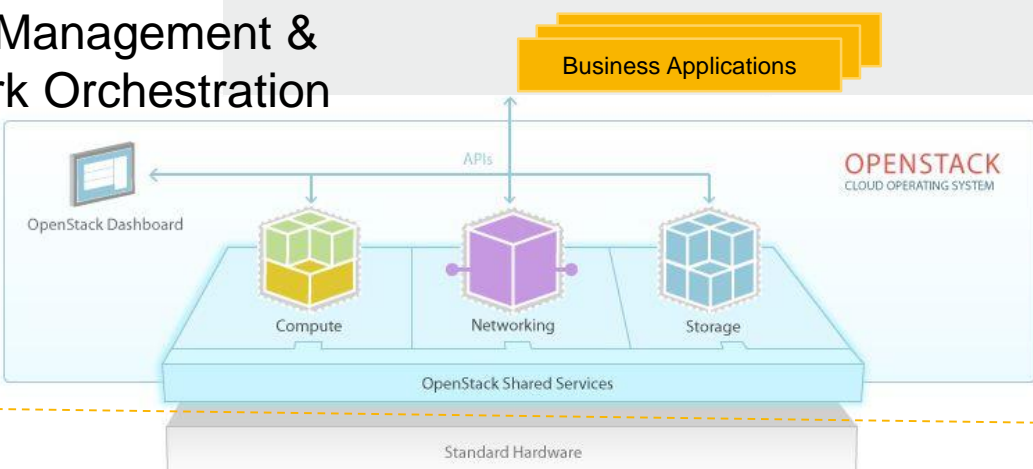 Management &
rk Orchestration
Business Applications
APIs
OPENSTACK
CLOUD OPERATING SYSTEM
OpenStack Dashboard
Compute
Networking
Storage
OpenStack Shared Services
Standard Hardware